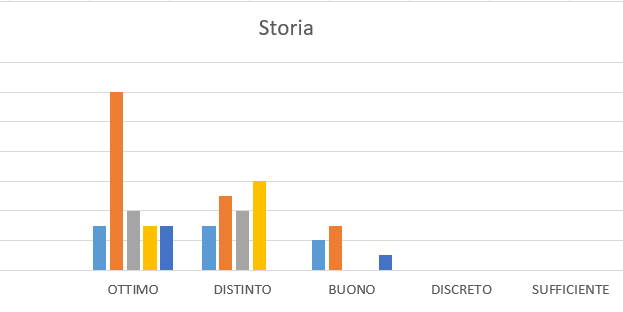 Storia
OTTIMO DISTINTO BUONO DISCRETO SUFFICIENTE